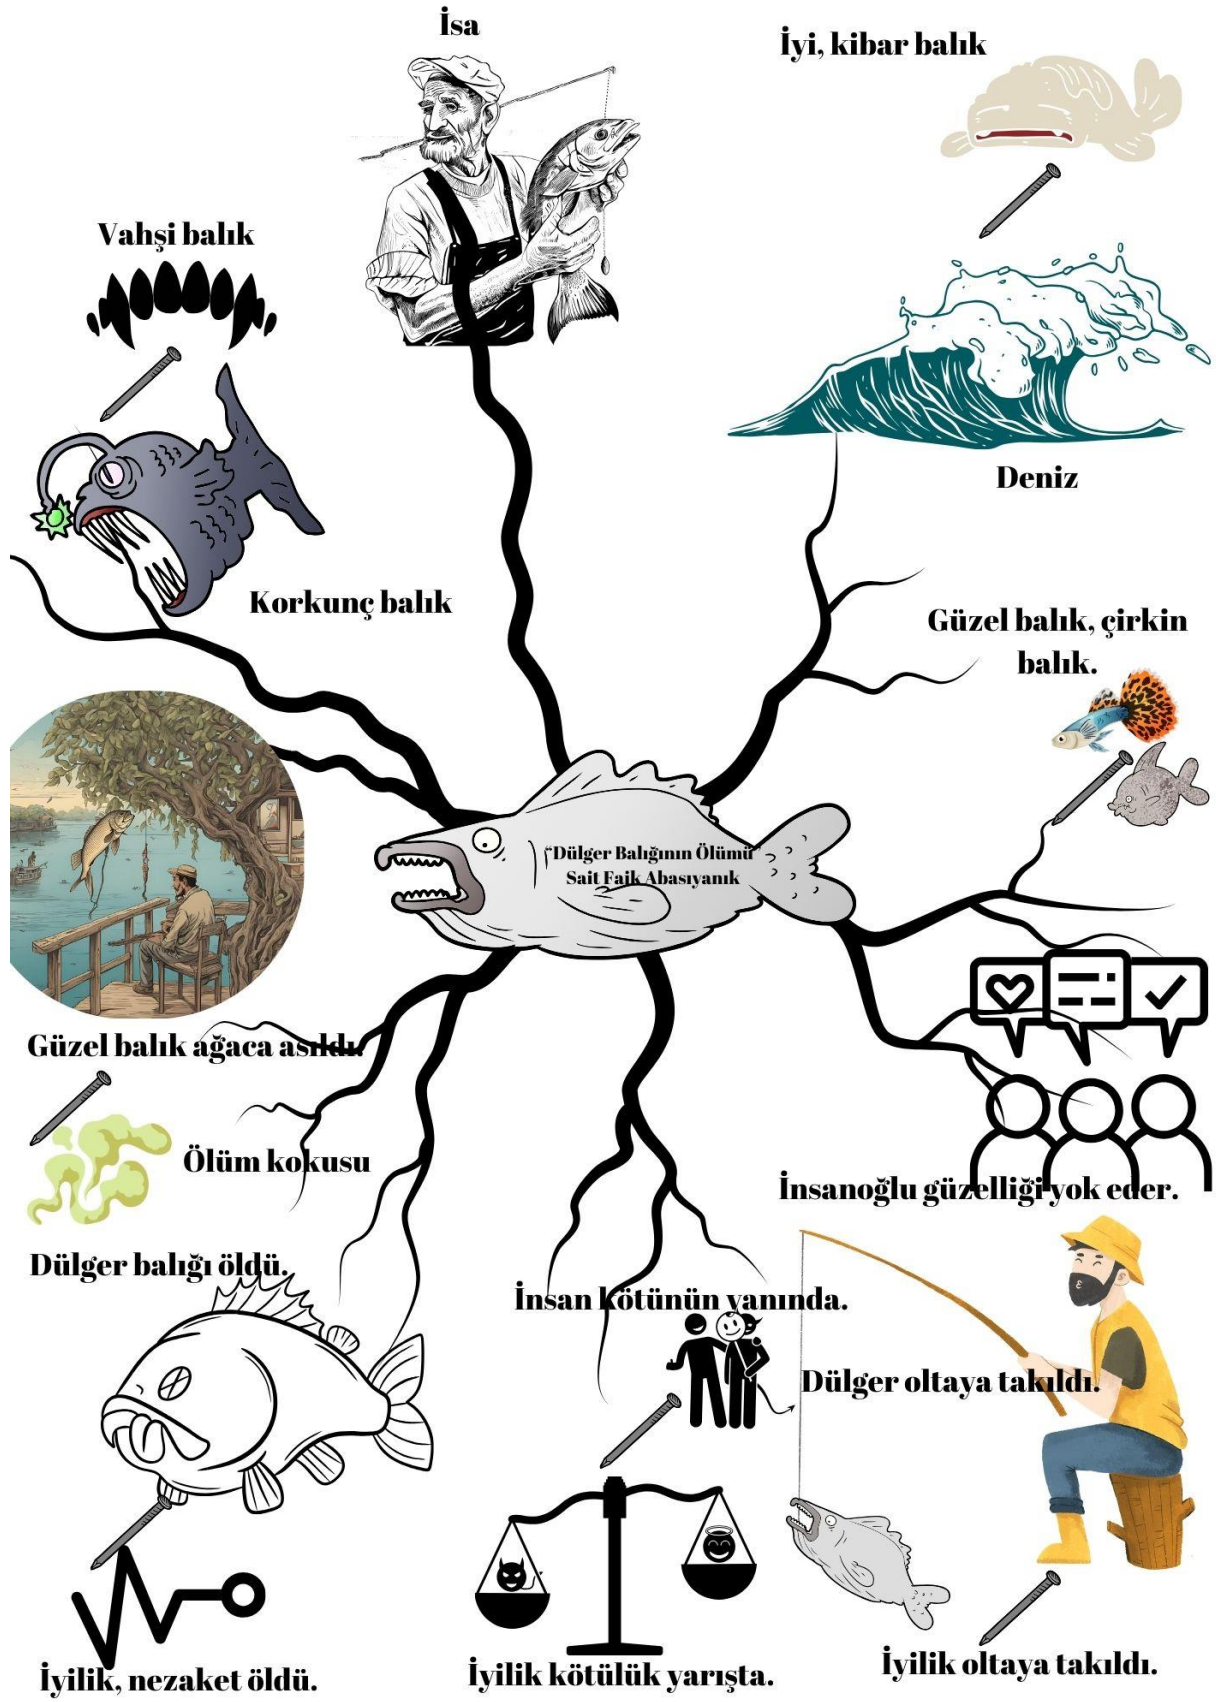 İsa
İyi, kibar balık
Vahşi balık
Deniz
Korkunç balık
Güzel balık, çirkin
balık.
"Dülger Balığının Ölümü"
Sait Faik Abasıyanık
Güzel balık ağaca asıldı.
Ölüm kokusu
İnsanoğlu güzelliği yok eder.
Dülger balığı öldü.
İnsan kötünün yanında.
Dülger oltaya takıldı.
İyilik, nezaket öldü.
İyilik kötülük yarışta.
İyilik oltaya takıldı.